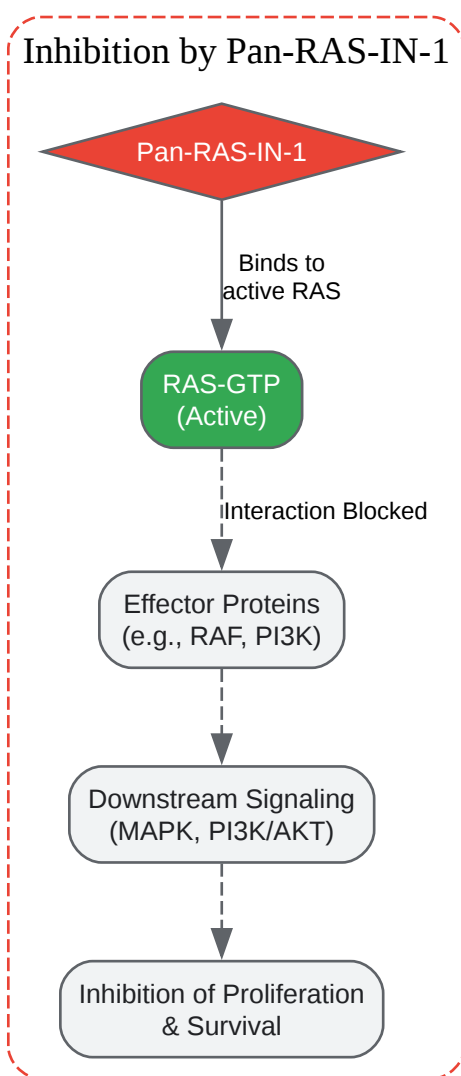 Inhibition by Pan-RAS-IN-1
Pan-RAS-IN-1
Binds to
active RAS
RAS-GTP
(Active)
Interaction Blocked
Effector Proteins
(e.g., RAF, PI3K)
Downstream Signaling
(MAPK, PI3K/AKT)
Inhibition of Proliferation
& Survival